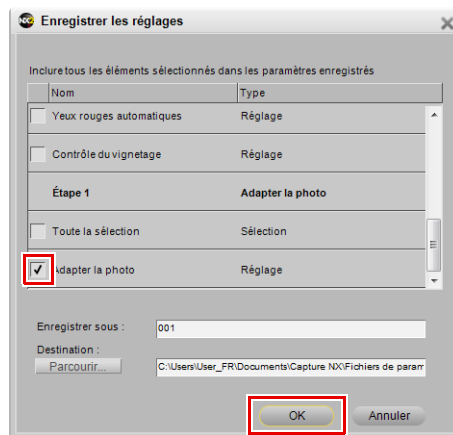 NX2 Enregistrer les réglages
Inclure tous les éléments sélectionnés dans les paramètres enregistrés
Nom Type
Yeux rouges automatiques Réglage
Contrôle du vignetage Réglage
Étape 1 Adapter la photo
Toute la sélection Sélection
Adapter la photo Réglage
Enregistrer sous : 001
Destination :
Parcourir... C:\Users\User_FR\Documents\Capture NX\Fichiers de param
OK Annuler